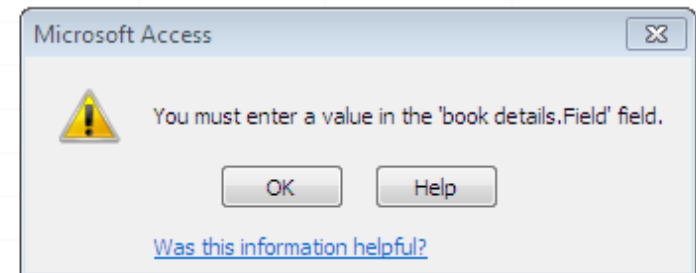 Microsoft Access
You must enter a value in the 'book details.Field' field.
OK Help
Was this information helpful?